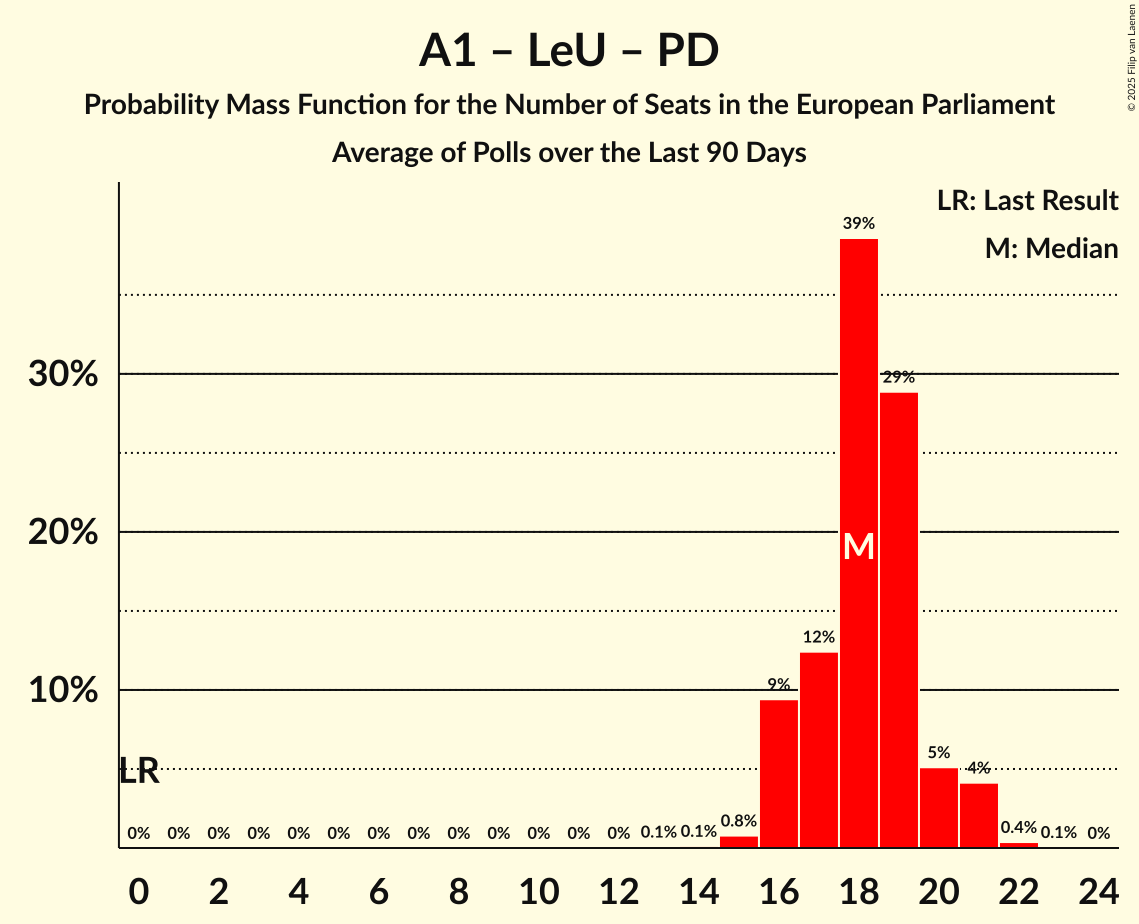 A1 – LeU – PD
Probability Mass Function for the Number of Seats in the European Parliament
Average of Polls over the Last 90 Days
© 2025 Filip van Laenen
LR: Last Result
M: Median
30%
20%
10%
LR
M
0% 0% 0% 0% 0% 0% 0% 0% 0% 0% 0% 0% 0% 0.1% 0.1% 0.8% 9% 12% 39% 29% 5% 4% 0.4% 0.1% 0%
0 2 4 6 8 10 12 14 16 18 20 22 24